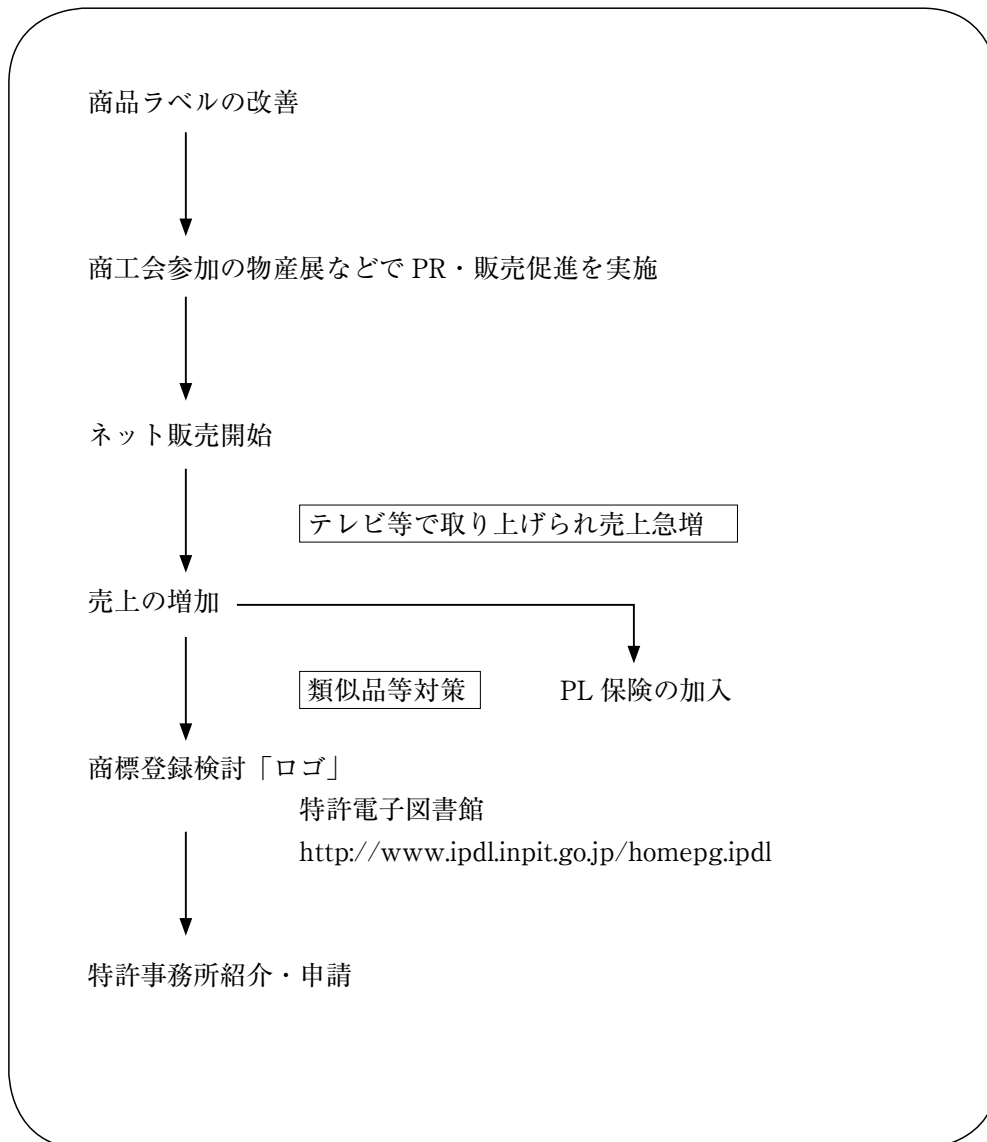 商品ラベルの改善
商工会参加の物産展などで PR・販売促進を実施
ネット販売開始
テレビ等で取り上げられ売上急増
売上の増加
類似品等対策
PL 保険の加入
商標登録検討「ロゴ」
特許電子図書館
http://www.ipdl.inpit.go.jp/homepg.ipdl
特許事務所紹介・申請